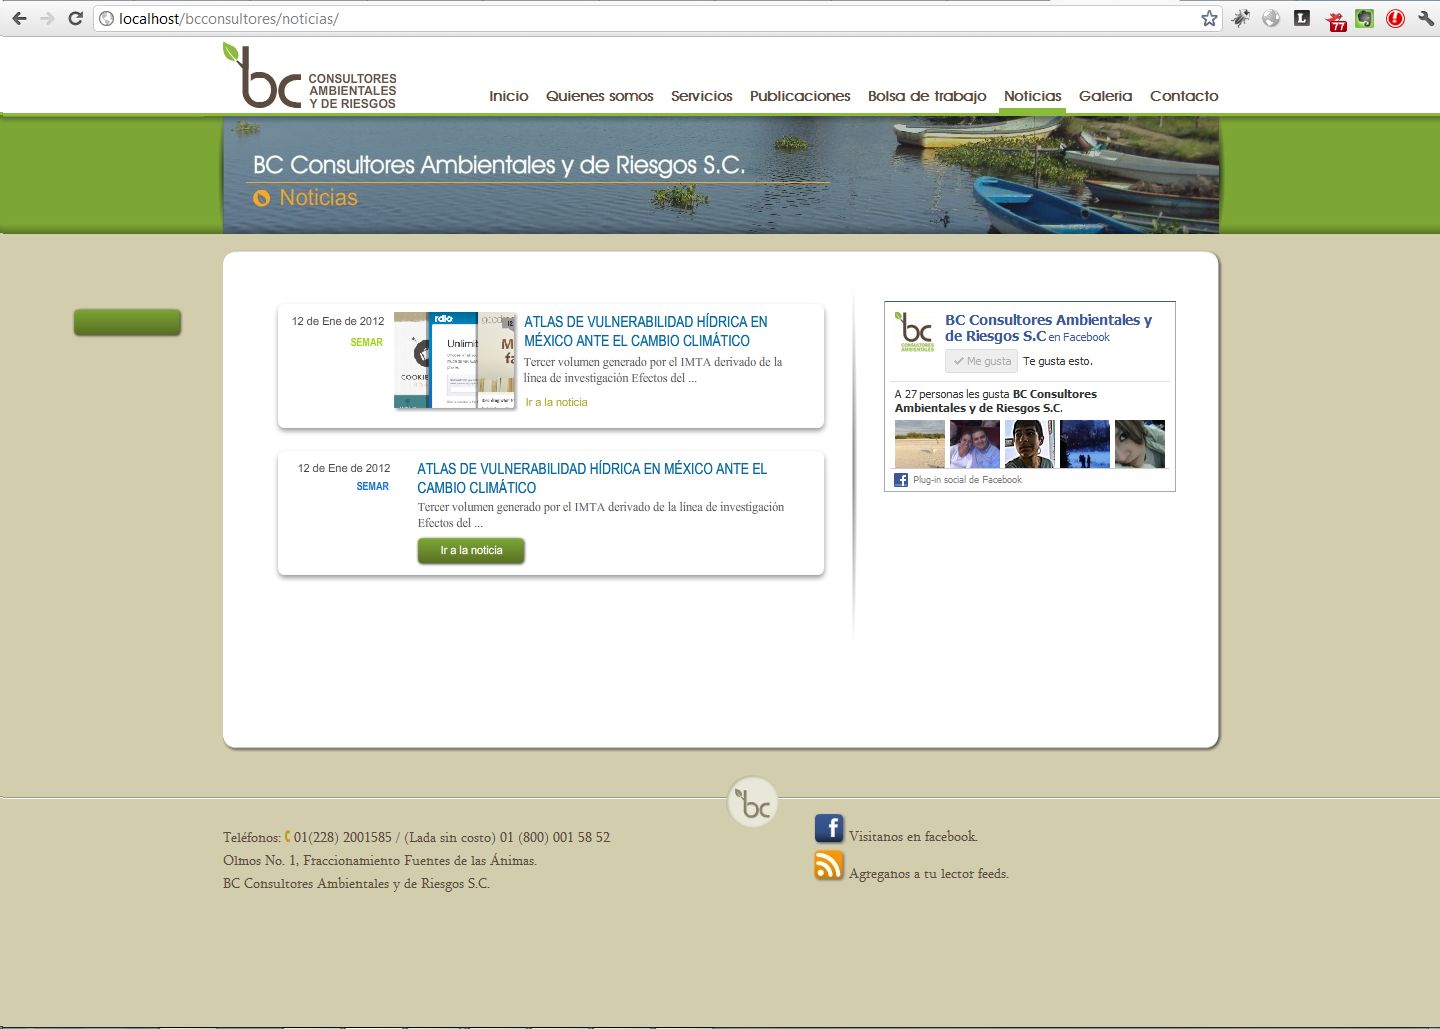 localhost/bcconsultores/noticias/
L
77
bc CONSULTORES
AMBIENTALES
Y DE RIESGOS
Inicio Quienes somos Servicios Publicaciones Bolsa de trabajo Noticias Galeria Contacto
BC Consultores Ambientales y de Riesgos S.C.
Noticias
12 de Ene de 2012
SEMAR
rdio
Unlimit
COOKIE
ATLAS DE VULNERABILIDAD HÍDRICA EN
MÉXICO ANTE EL CAMBIO CLIMÁTICO
Tercer volumen generado por el IMTA derivado de la
línea de investigación Efectos del ...
Ir a la noticia
12 de Ene de 2012
SEMAR
ATLAS DE VULNERABILIDAD HÍDRICA EN MÉXICO ANTE EL
CAMBIO CLIMÁTICO
Tercer volumen generado por el IMTA derivado de la línea de investigación
Efectos del ...
Ir a la noticia
bc
CONSULTORES
AMBIENTALES
BC Consultores Ambientales y
de Riesgos S.C en Facebook
Me gusta Te gusta esto.
A 27 personas les gusta BC Consultores
Ambientales y de Riesgos S.C.
Plug-in social de Facebook
bc
Teléfonos: 01(228) 2001585 / (Lada sin costo) 01 (800) 001 58 52
Olmos No. 1, Fraccionamiento Fuentes de las Ánimas.
BC Consultores Ambientales y de Riesgos S.C.
f Visitanos en facebook.
Agreganos a tu lector feeds.